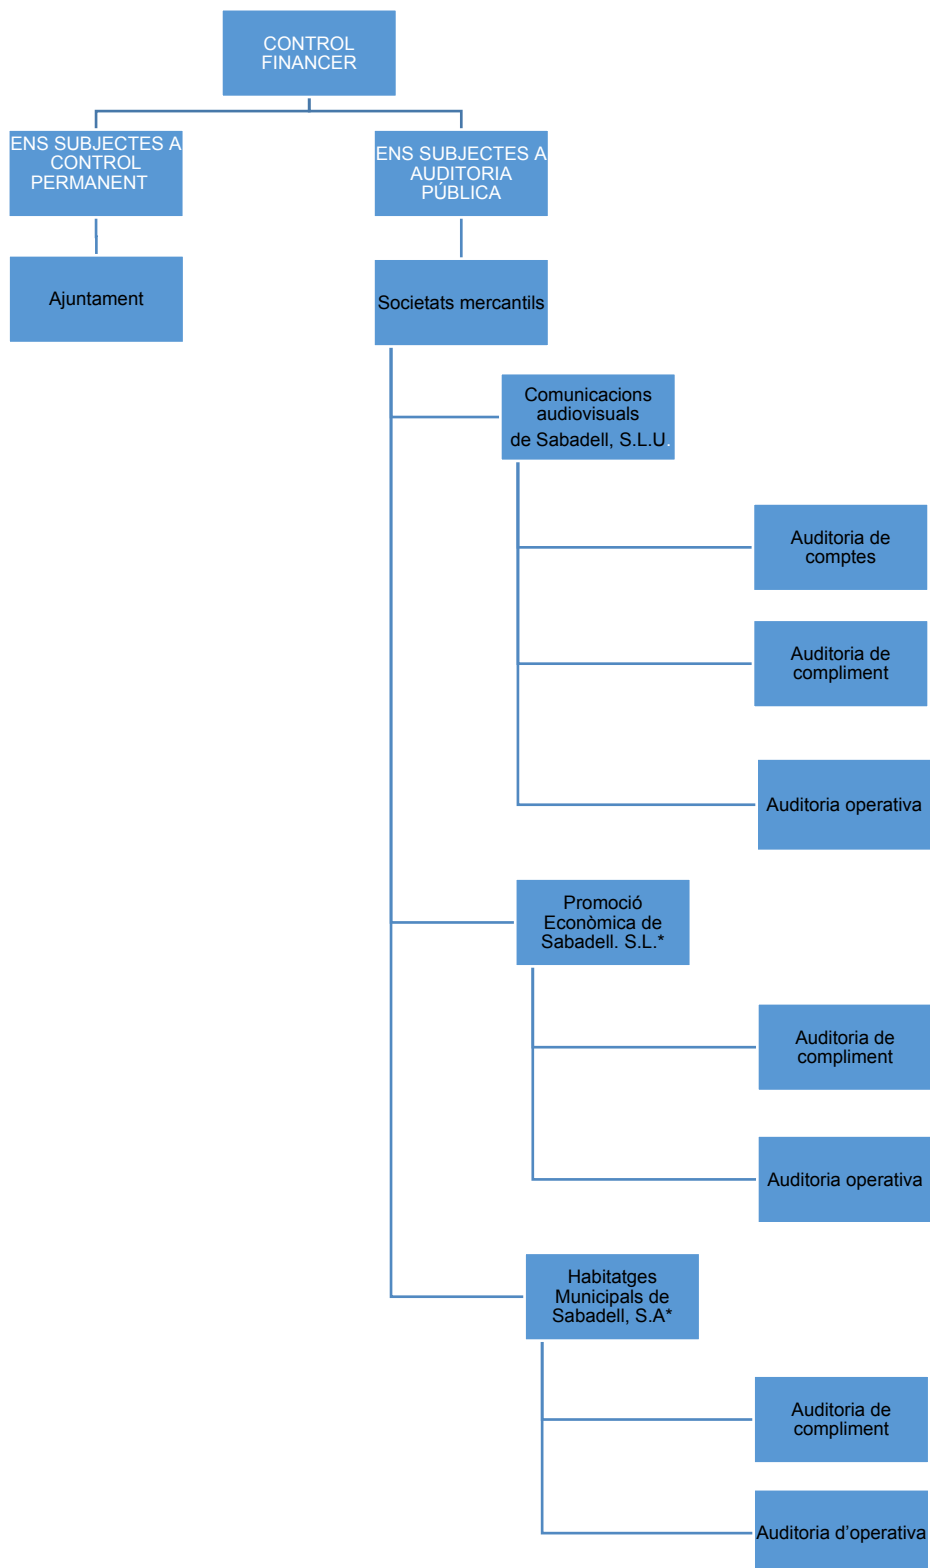 CONTROL
FINANCER
ENS SUBJECTES A
CONTROL
PERMANENT
ENS SUBJECTES A
AUDITORIA
PÚBLICA
Ajuntament
Societats mercantils
Comunicacions
audiovisuals
de Sabadell, S.L.U.
Auditoria de
comptes
Auditoria de
compliment
Auditoria operativa
Promoció
Econòmica de
Sabadell. S.L.*
Auditoria de
compliment
Auditoria operativa
Habitatges
Municipals de
Sabadell, S.A*
Auditoria de
compliment
Auditoria d’operativa